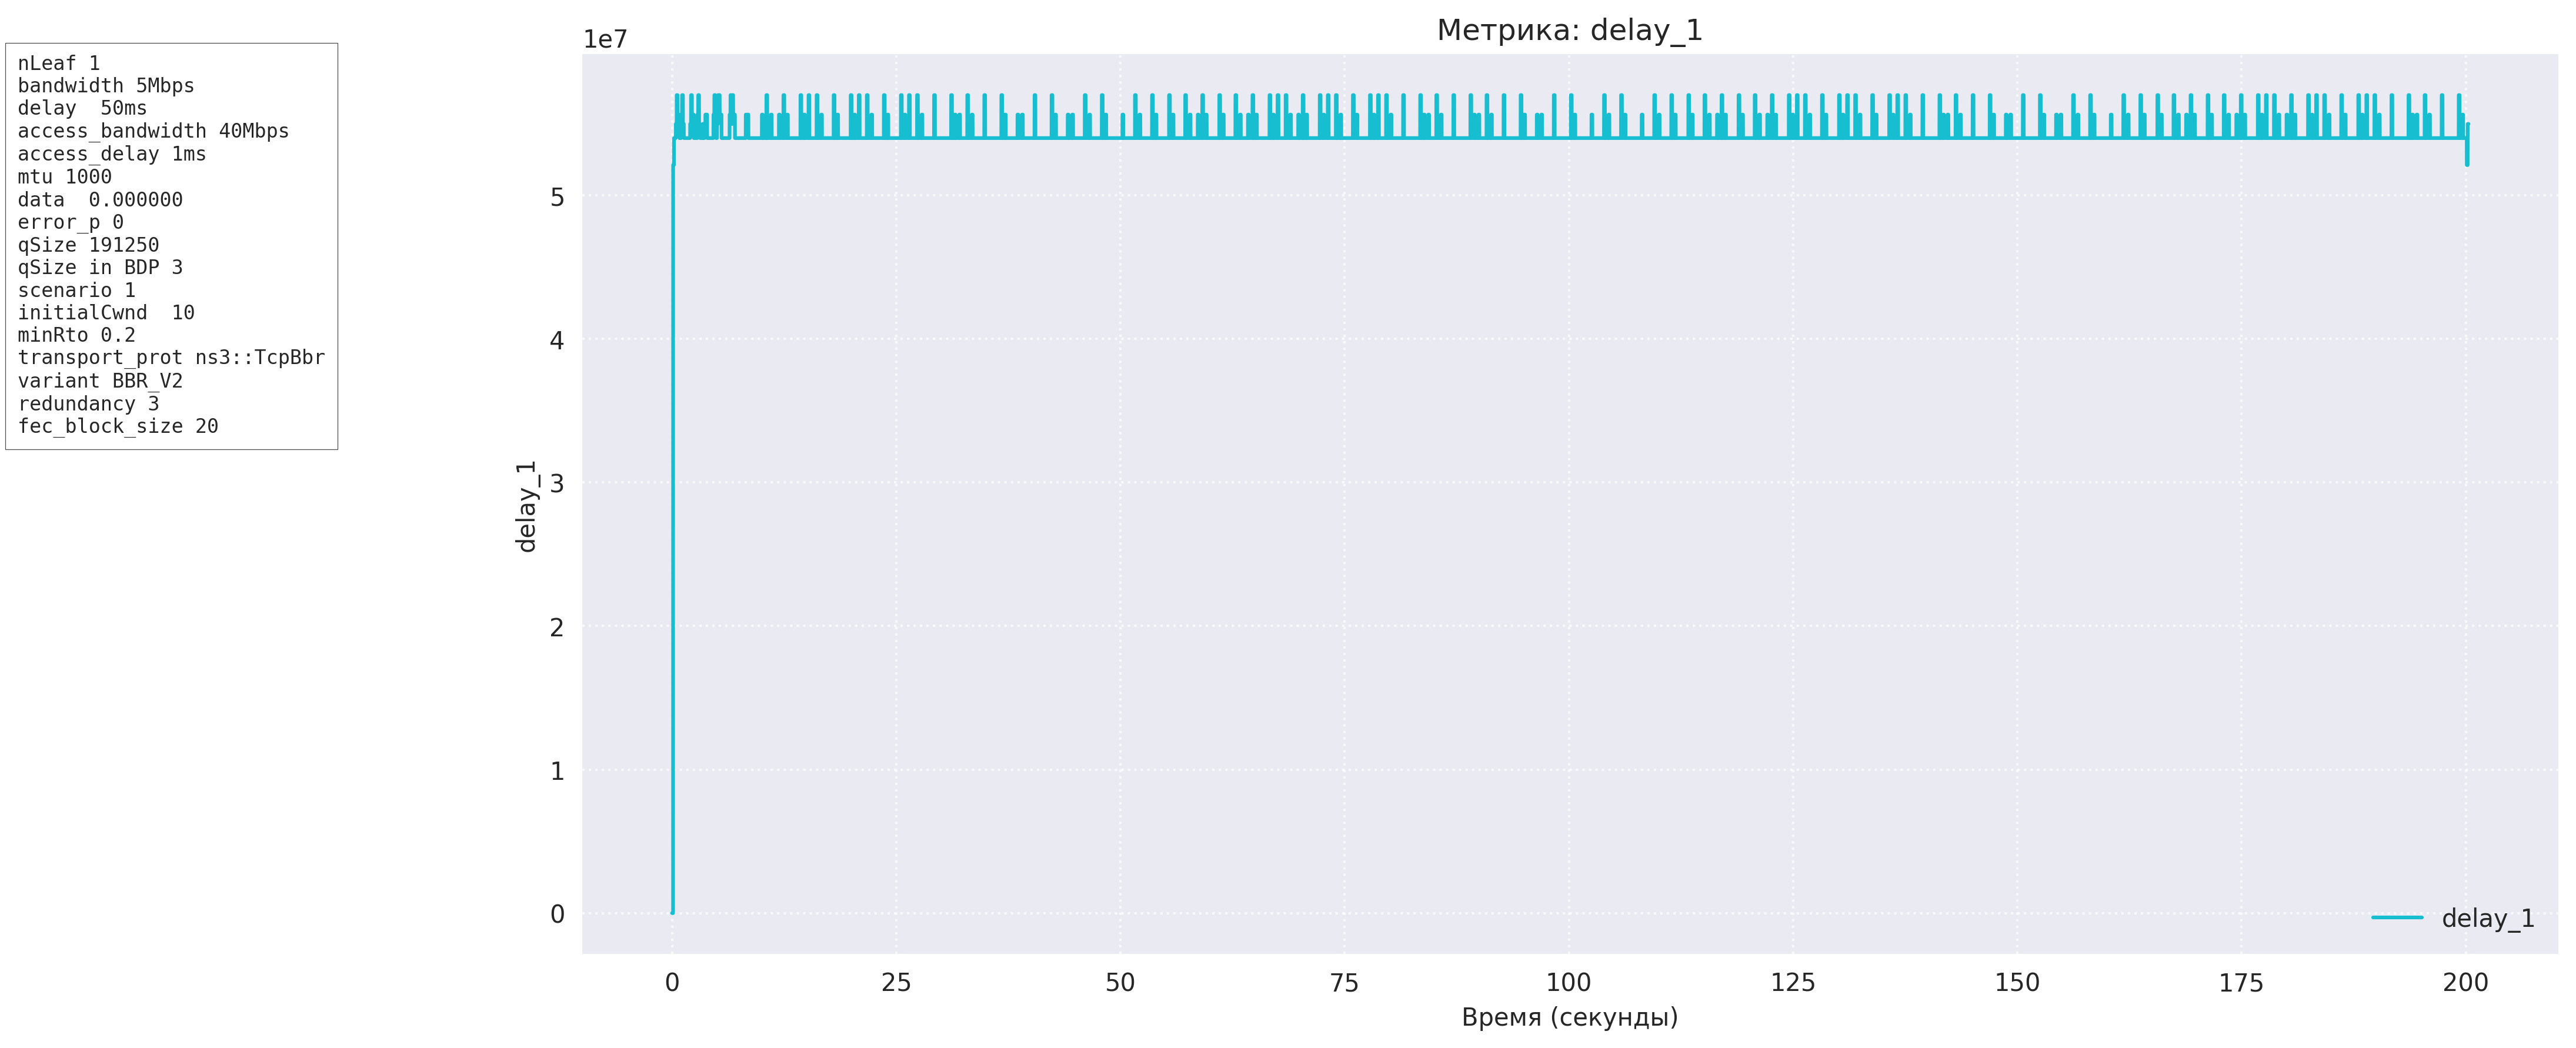 nLeaf 1
bandwidth 5Mbps
delay  50ms
access_bandwidth 40Mbps
access_delay 1ms
mtu 1000
data  0.000000
error_p 0
qSize 191250
qSize in BDP 3
scenario 1
initialCwnd  10
minRto 0.2
transport_prot ns3::TcpBbr
variant BBR_V2
redundancy 3
fec_block_size 20
Метрика: delay_1
1e7
5
4
3
2
1
0
delay_1
delay_1
0 25 50 75 100 125 150 175 200
Время (секунды)